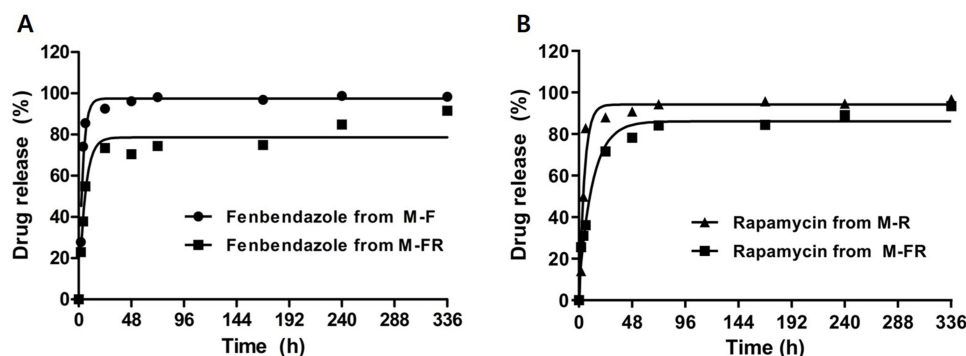 A
Drug release (%)
120
100
80
60
40
20
0
Fenbendazole from M-F
Fenbendazole from M-FR
0 48 96 144 192 240 288 336
Time (h)
B
Drug release (%)
120
100
80
60
40
20
0
Rapamycin from M-R
Rapamycin from M-FR
0 48 96 144 192 240 288 336
Time (h)